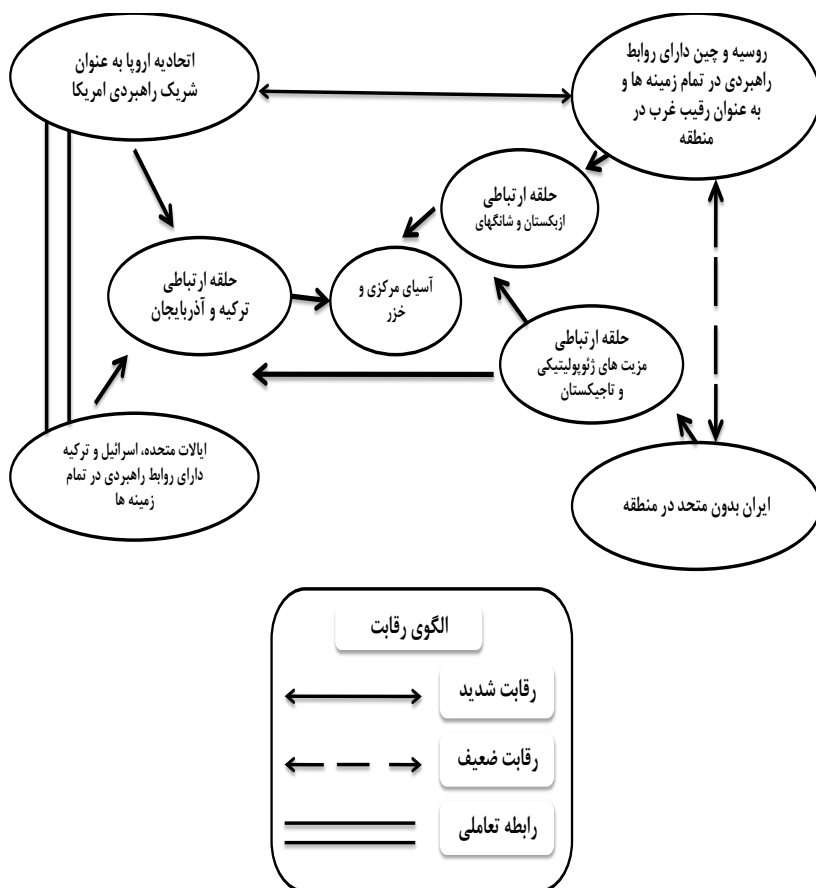 روسیه و چین دارای روابط
راهبردی در تمام زمینه ها و
به عنوان رقیب غرب در
منطقه
اتحادیه اروپا به عنوان
شریک راهبردی امریکا
حلقه ارتباطی
ازبکستان و شانگهای
آسیای مرکزی و
خزر
حلقه ارتباطی
ترکیه و آذربایجان
حلقه ارتباطی
مزیت های ژئوپولیتیکی
و تاجیکستان
ایران بدون متحد در منطقه
ایالات متحده، اسرائیل و ترکیه
دارای روابط راهبردی در تمام
زمینه ها
الگوی رقابت
رقابت شدید
رقابت ضعیف
رابطه تعاملی